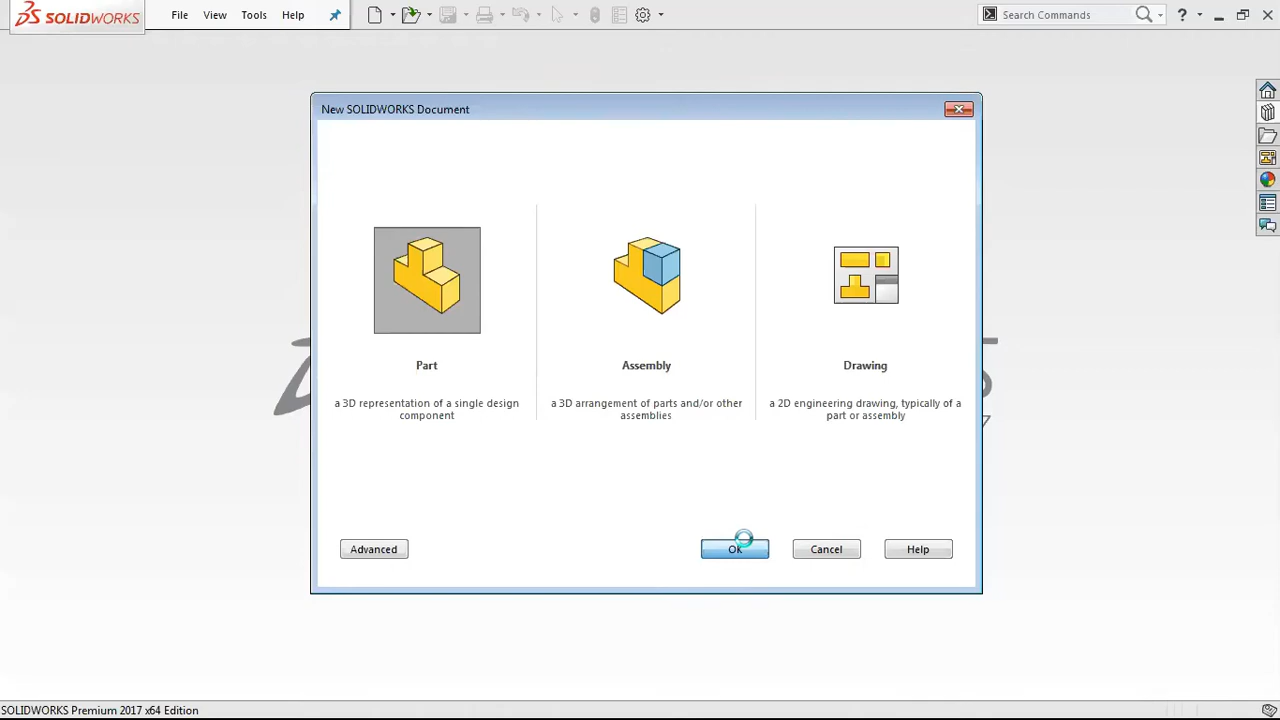 SOLIDWORKS
File View Tools Help
Search Commands
?
New SOLIDWORKS Document
Part
Assembly
Drawing
a 3D representation of a single design
component
a 3D arrangement of parts and/or other
assemblies
a 2D engineering drawing, typically of a
part or assembly
Advanced
OK
Cancel
Help
SOLIDWORKS Premium 2017 x64 Edition